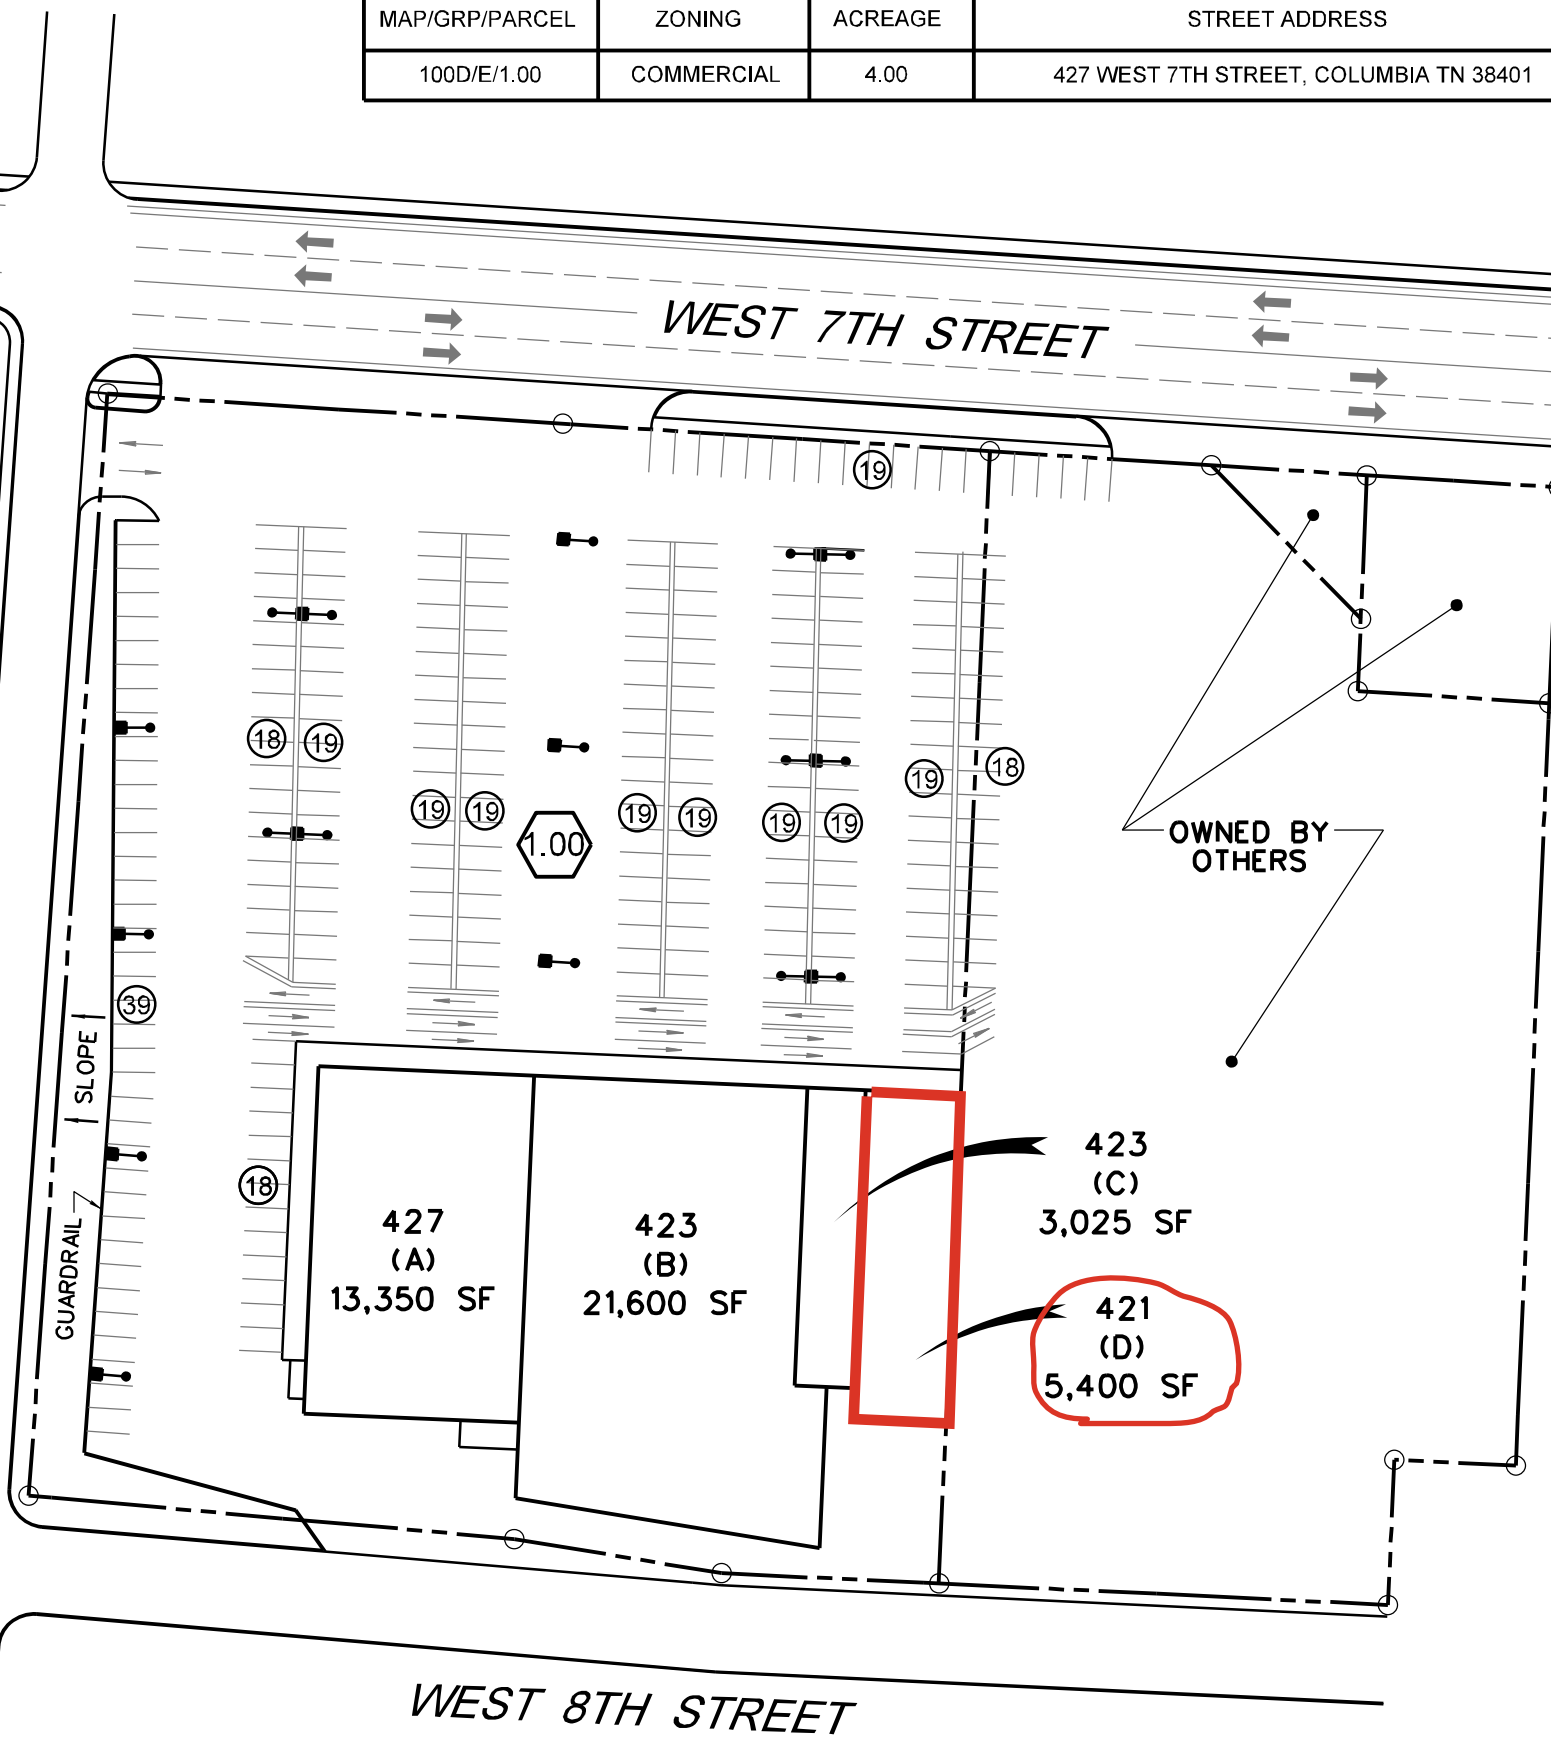 MAP/GRP/PARCEL ZONING ACREAGE STREET ADDRESS
100D/E/1.00 COMMERCIAL 4.00 427 WEST 7TH STREET, COLUMBIA TN 38401
WEST 7TH STREET
19
18 19
19 19
1.00
19 19
19 19
19 18
OWNED BY
OTHERS
39
SLOPE
GUARDRAIL
18
427
(A)
13,350 SF
423
(B)
21,600 SF
423
(C)
3,025 SF
421
(D)
5,400 SF
WEST 8TH STREET